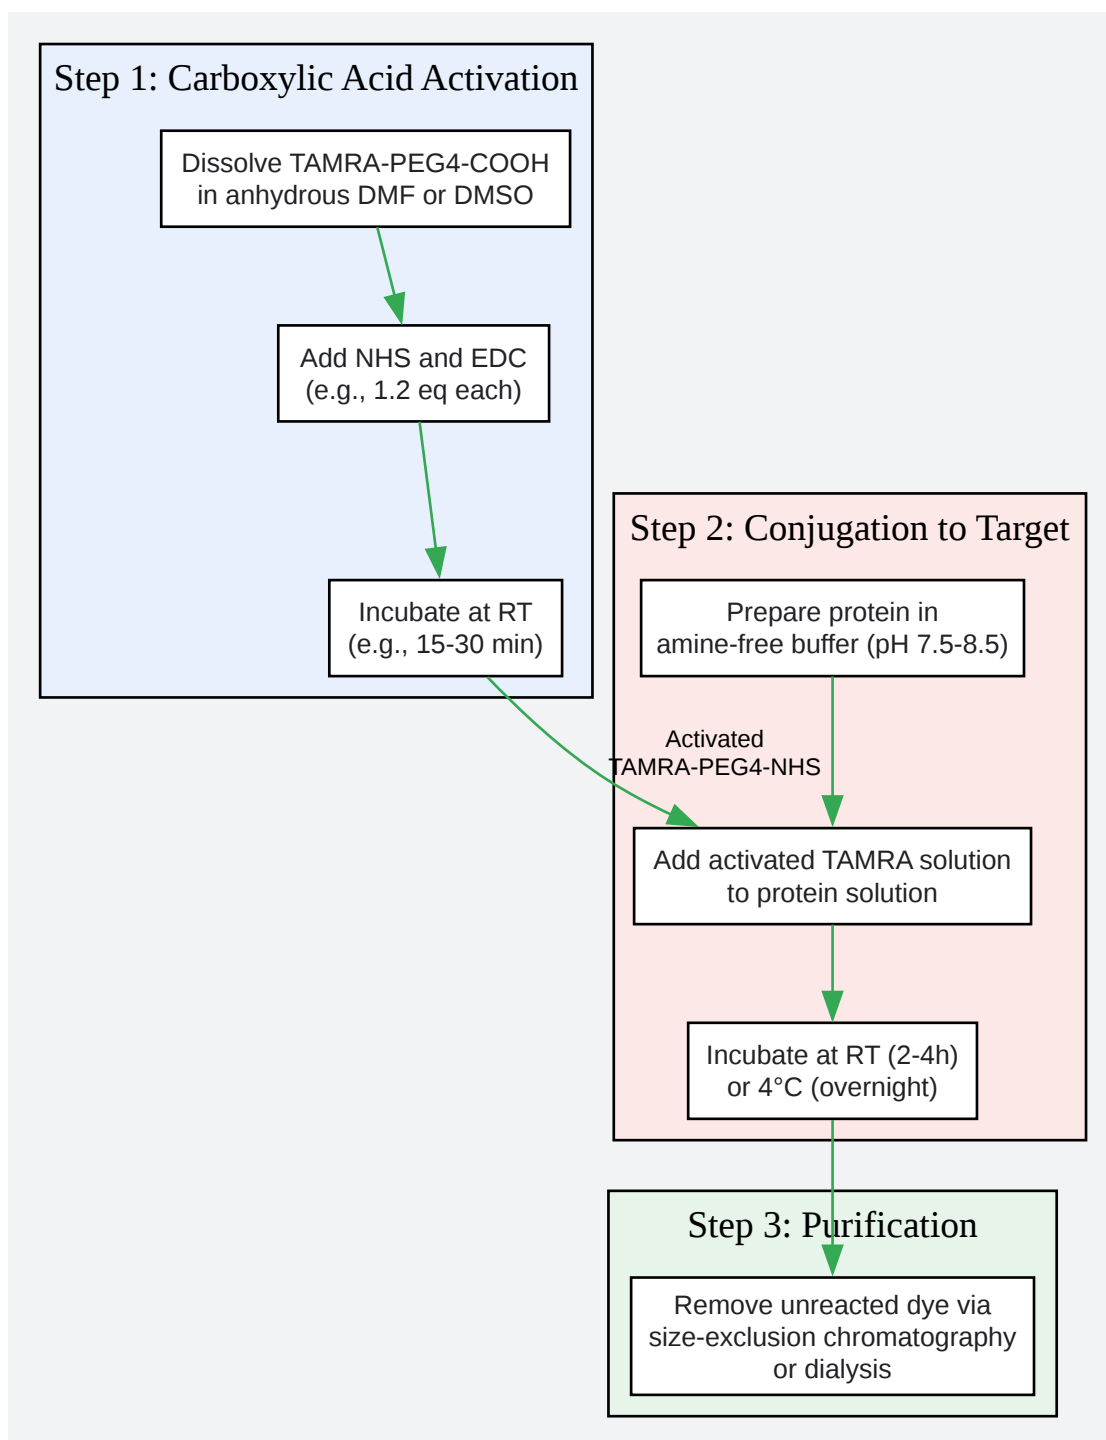 Step 1: Carboxylic Acid Activation
Dissolve TAMRA-PEG4-COOH
in anhydrous DMF or DMSO
Add NHS and EDC
(e.g., 1.2 eq each)
Incubate at RT
(e.g., 15-30 min)
Step 2: Conjugation to Target
Prepare protein in
amine-free buffer (pH 7.5-8.5)
Activated
TAMRA-PEG4-NHS
Add activated TAMRA solution
to protein solution
Incubate at RT (2-4h)
or 4°C (overnight)
Step 3: Purification
Remove unreacted dye via
size-exclusion chromatography
or dialysis